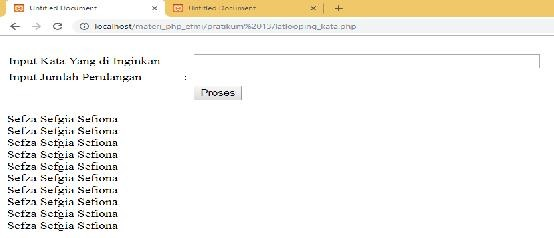 Untitled Document × Untitled Document × +
localhost/materi_php_efmi/pratikum%2013/latlooping_kata.php
Input Kata Yang di Inginkan
Input Jumlah Perulangan :
Proses
Sefza Sefgia Sefiona
Sefza Sefgia Sefiona
Sefza Sefgia Sefiona
Sefza Sefgia Sefiona
Sefza Sefgia Sefiona
Sefza Sefgia Sefiona
Sefza Sefgia Sefiona
Sefza Sefgia Sefiona
Sefza Sefgia Sefiona
Sefza Sefgia Sefiona